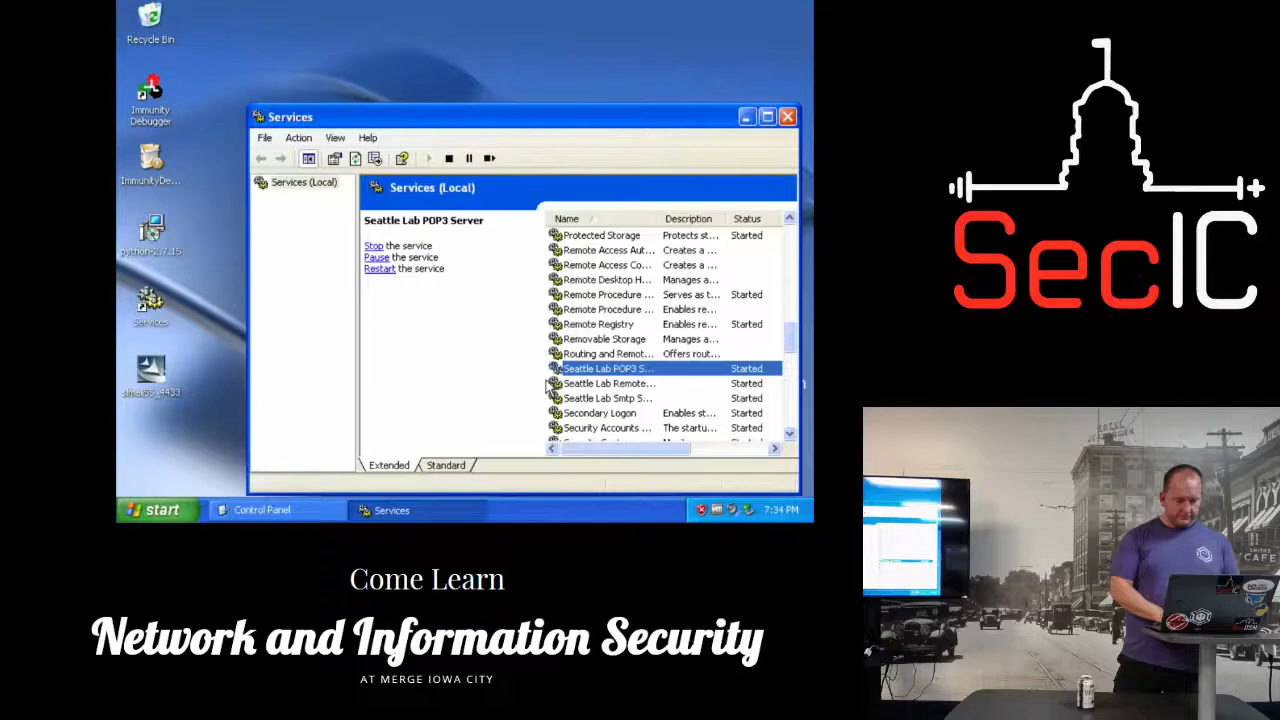 Recycle Bin
Immunity
Debugger
ImmunityDe...
python-2.7.15
Services
slmail55_4433
Services
File Action View Help
Services (Local)
Services (Local)
Seattle Lab POP3 Server
Stop the service
Pause the service
Restart the service
Name Description Status
Protected Storage Protects st... Started
Remote Access Aut... Creates a ...
Remote Access Co... Creates a ...
Remote Desktop H... Manages a...
Remote Procedure ... Serves as t... Started
Remote Procedure ... Enables re...
Remote Registry Enables re... Started
Removable Storage Manages a...
Routing and Remot... Offers rout...
Seattle Lab POP3 S... Started
Seattle Lab Remote... Started
Seattle Lab Smtp S... Started
Secondary Logon Enables st... Started
Security Accounts ... The startu... Started
Extended Standard
start Control Panel Services 7:34 PM
SecIC
Come Learn
Network and Information Security
AT MERGE IOWA CITY
CAFE
SecIC